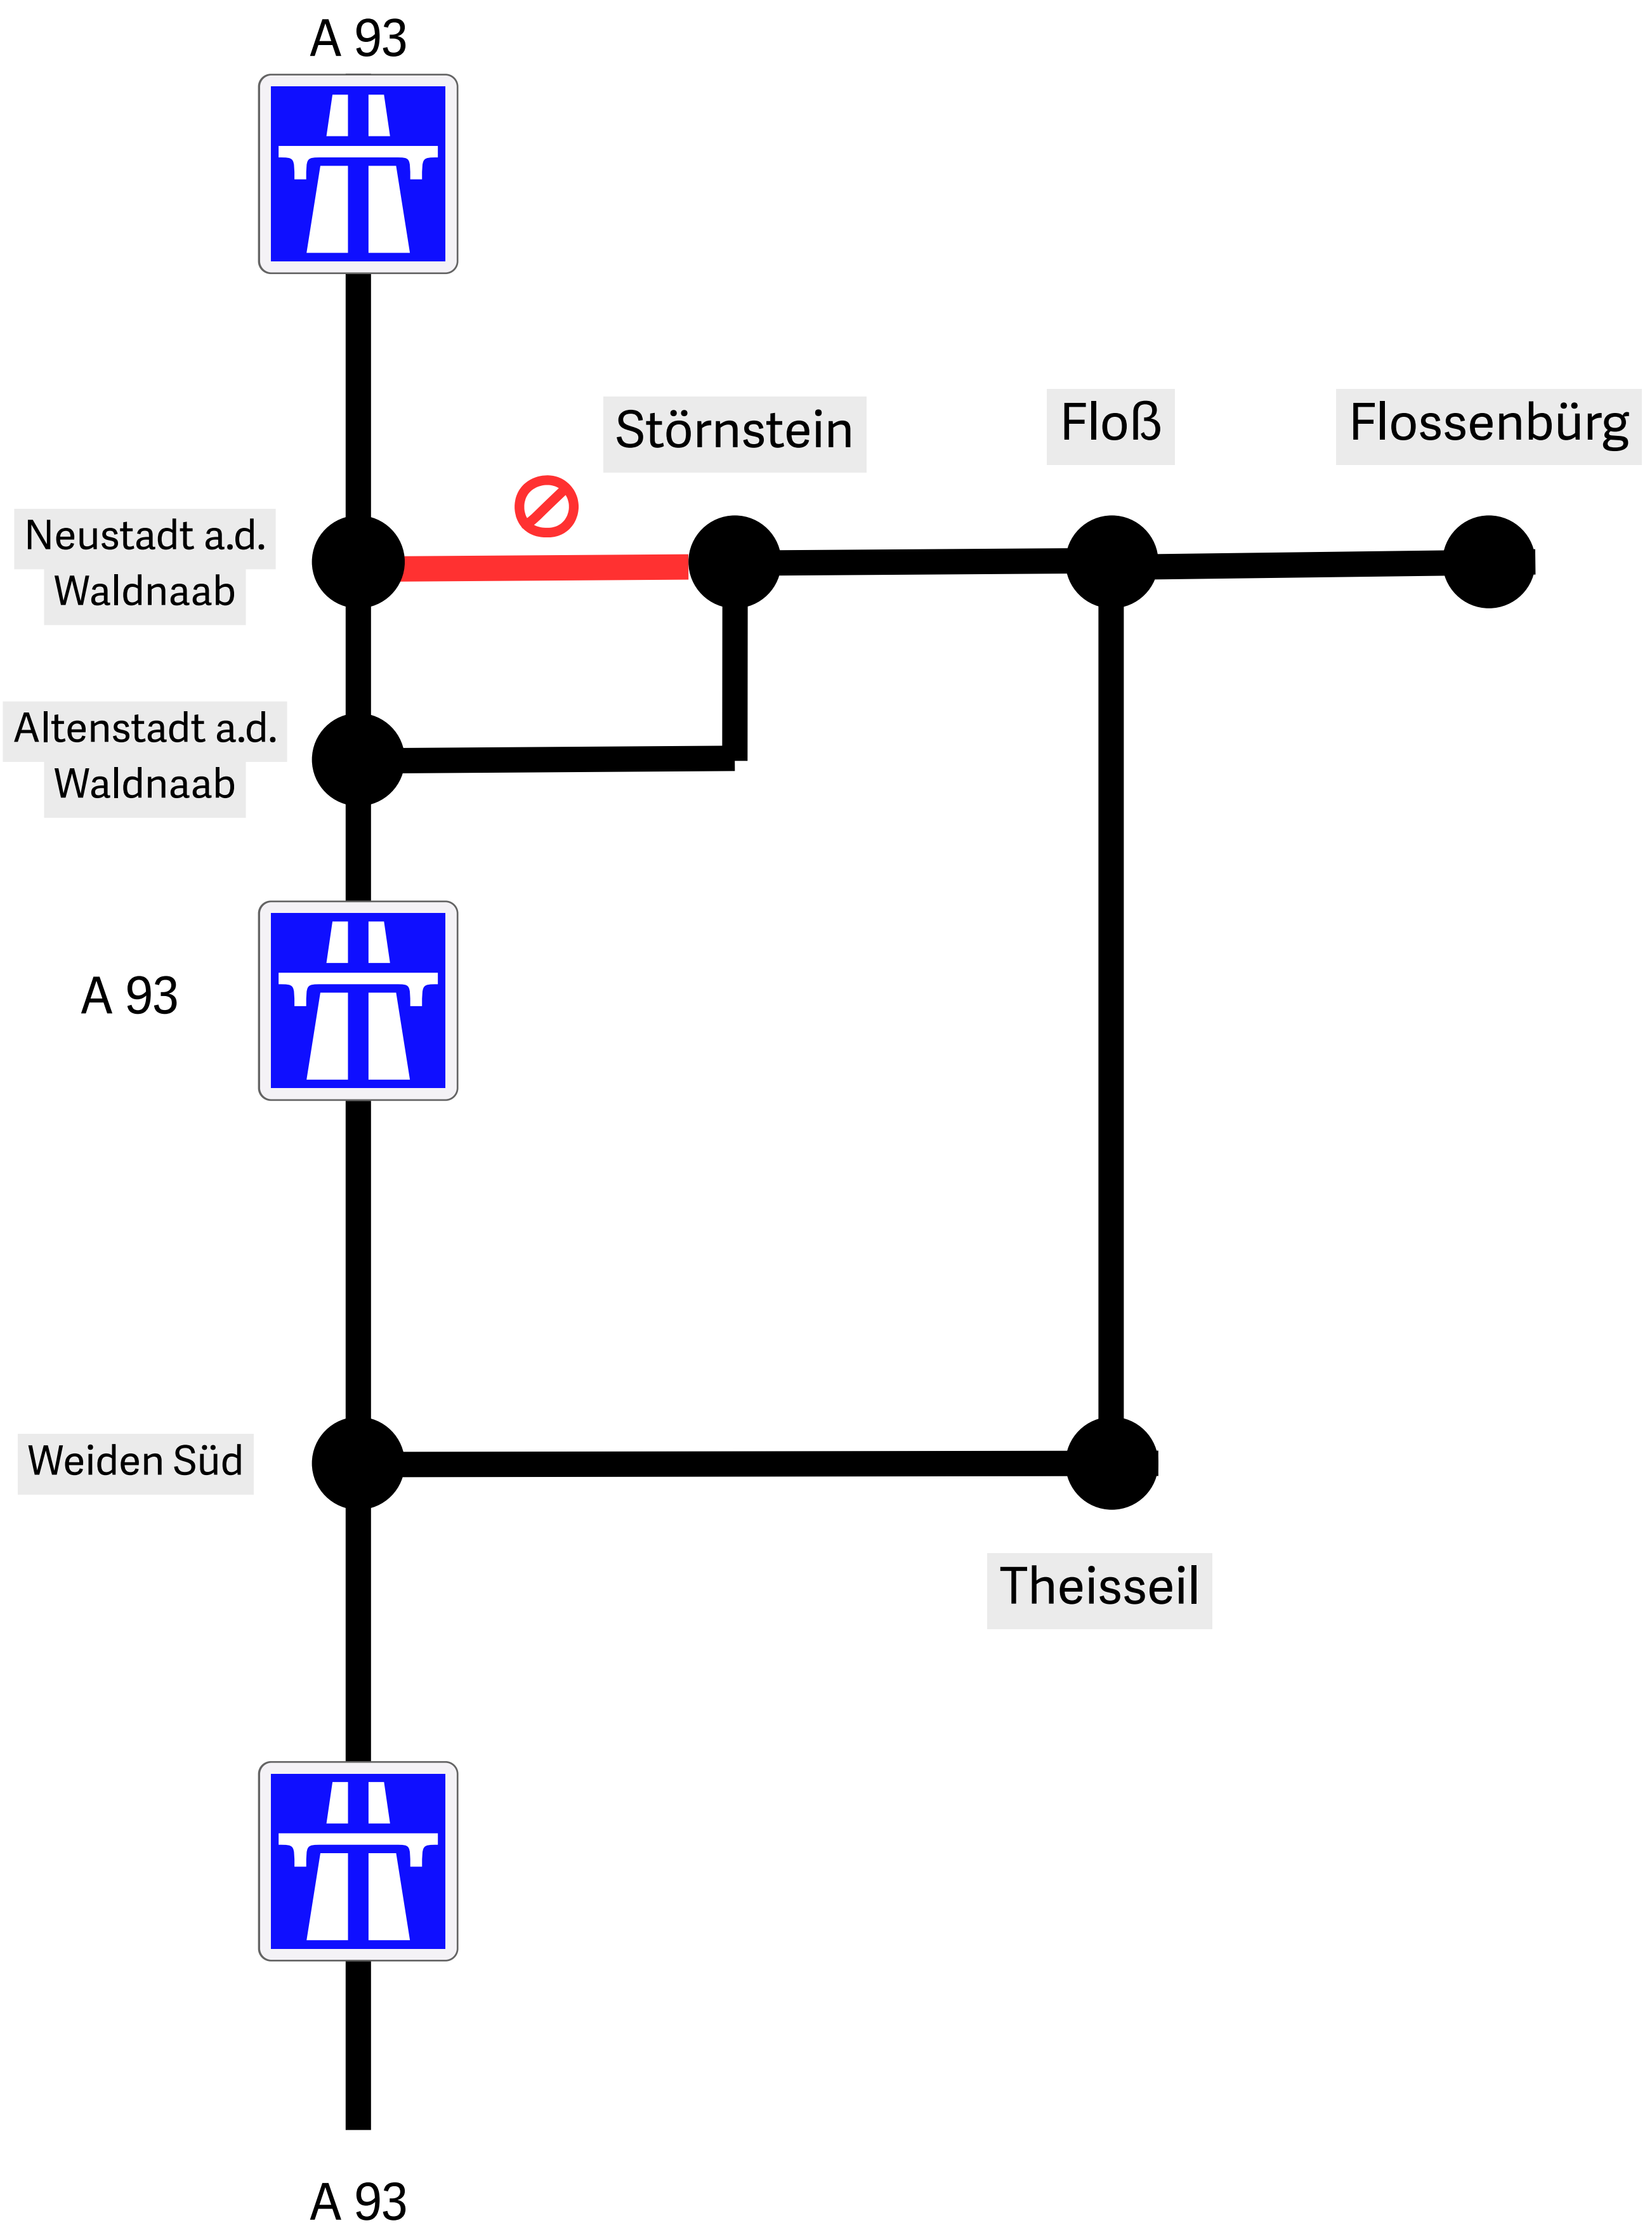 A 93
Störnstein
Floß
Flossenbürg
Neustadt a.d.
Waldnaab
Altenstadt a.d.
Waldnaab
A 93
Weiden Süd
Theisseil
A 93